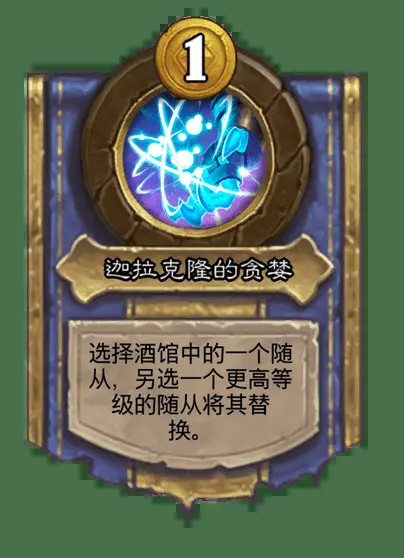 1
迦拉克隆的贪婪
选择酒馆中的一个随
从，另选一个更高等
级的随从将其替
换。